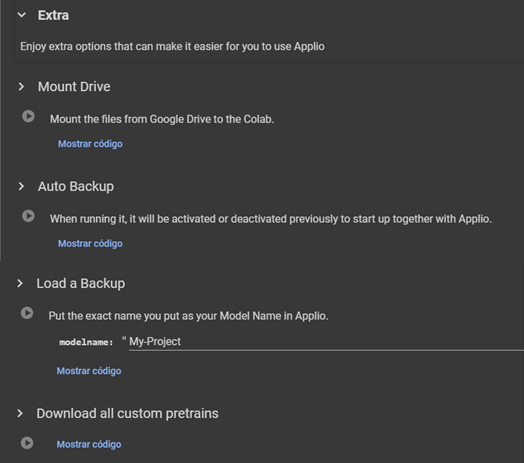 Extra
Enjoy extra options that can make it easier for you to use Applio
Mount Drive
Mount the files from Google Drive to the Colab.
Mostrar código
Auto Backup
When running it, it will be activated or deactivated previously to start up together with Applio.
Mostrar código
Load a Backup
Put the exact name you put as your Model Name in Applio.
modelname: " My-Project
Mostrar código
Download all custom pretrains
Mostrar código